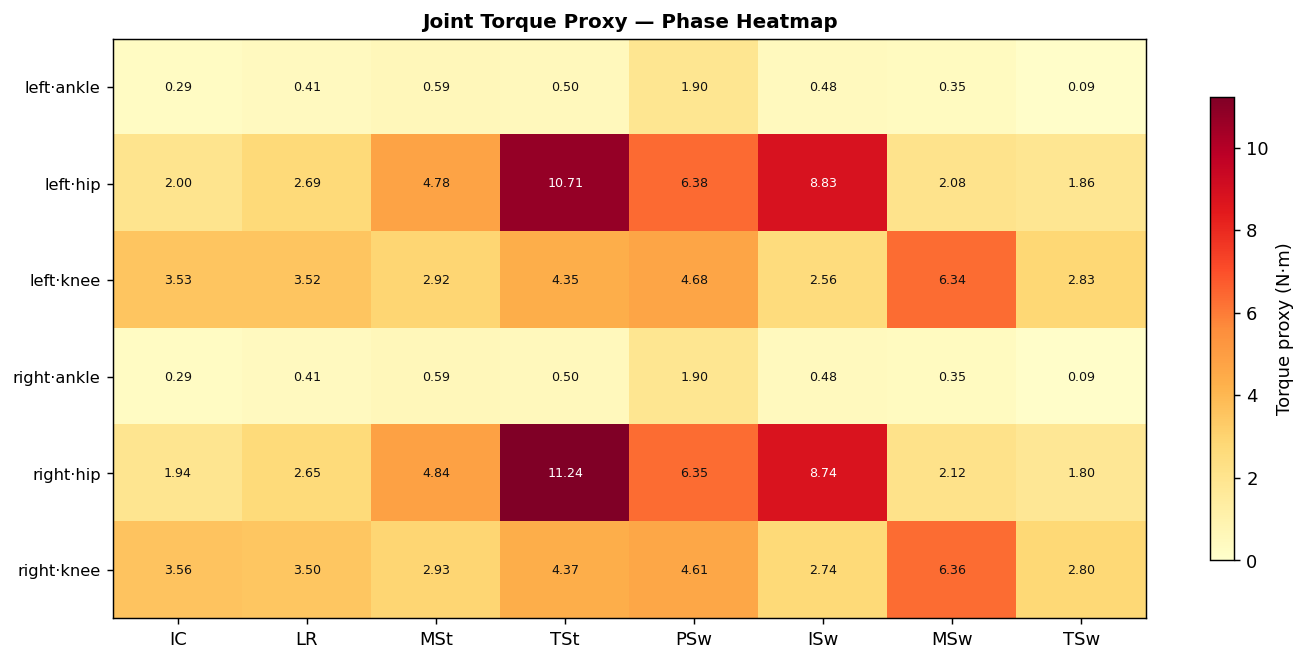 Joint Torque Proxy — Phase Heatmap
left·ankle 0.29 0.41 0.59 0.50 1.90 0.48 0.35 0.09
left·hip 2.00 2.69 4.78 10.71 6.38 8.83 2.08 1.86
left·knee 3.53 3.52 2.92 4.35 4.68 2.56 6.34 2.83
right·ankle 0.29 0.41 0.59 0.50 1.90 0.48 0.35 0.09
right·hip 1.94 2.65 4.84 11.24 6.35 8.74 2.12 1.80
right·knee 3.56 3.50 2.93 4.37 4.61 2.74 6.36 2.80
IC LR MSt TSt PSw ISw MSw TSw
10
8
6
4
2
0
Torque proxy (N·m)